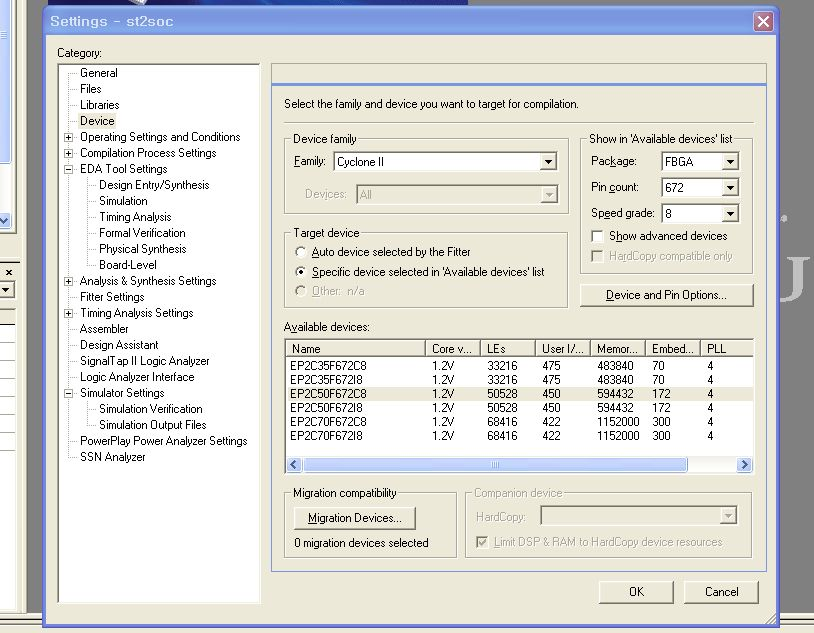 Settings - st2soc
Category:
General
Files
Libraries
Device
Operating Settings and Conditions
Compilation Process Settings
EDA Tool Settings
Design Entry/Synthesis
Simulation
Timing Analysis
Formal Verification
Physical Synthesis
Board-Level
Analysis & Synthesis Settings
Fitter Settings
Timing Analysis Settings
Assembler
Design Assistant
SignalTap II Logic Analyzer
Logic Analyzer Interface
Simulator Settings
Simulation Verification
Simulation Output Files
PowerPlay Power Analyzer Settings
SSN Analyzer
Select the family and device you want to target for compilation.
Device family
Family: Cyclone II
Devices: All
Show in 'Available devices' list
Package: FBGA
Pin count: 672
Speed grade: 8
Show advanced devices
HardCopy compatible only
Target device
Auto device selected by the Fitter
Specific device selected in 'Available devices' list
Other: n/a
Device and Pin Options...
Available devices:
Name Core v... LEs User I/... Memor... Embed... PLL
EP2C35F672C8 1.2V 33216 475 483840 70 4
EP2C35F672I8 1.2V 33216 475 483840 70 4
EP2C50F672C8 1.2V 50528 450 594432 172 4
EP2C50F672I8 1.2V 50528 450 594432 172 4
EP2C70F672C8 1.2V 68416 422 1152000 300 4
EP2C70F672I8 1.2V 68416 422 1152000 300 4
Migration compatibility
Migration Devices...
0 migration devices selected
Companion device
HardCopy:
Limit DSP & RAM to HardCopy device resources
OK Cancel